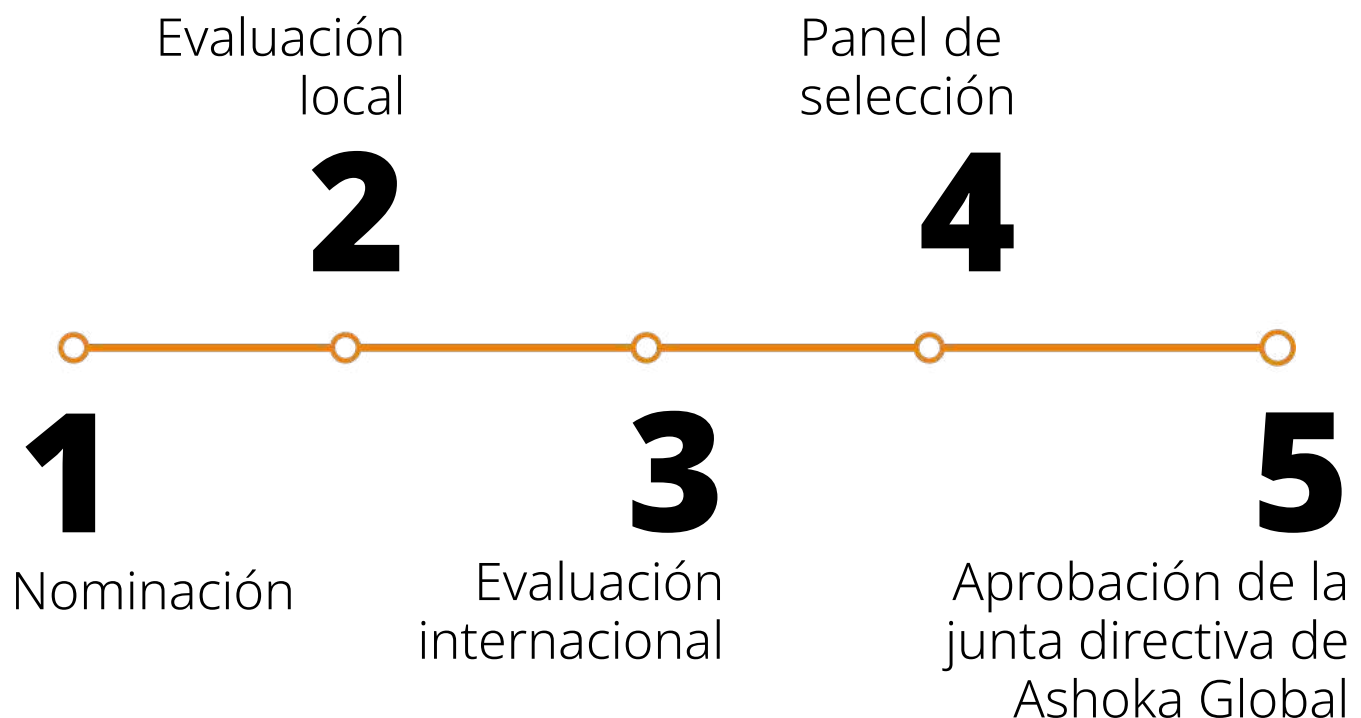 1
Nominación
Evaluación
local
2
3
Evaluación
internacional
Panel de
selección
4
5
Aprobación de la
junta directiva de
Ashoka Global